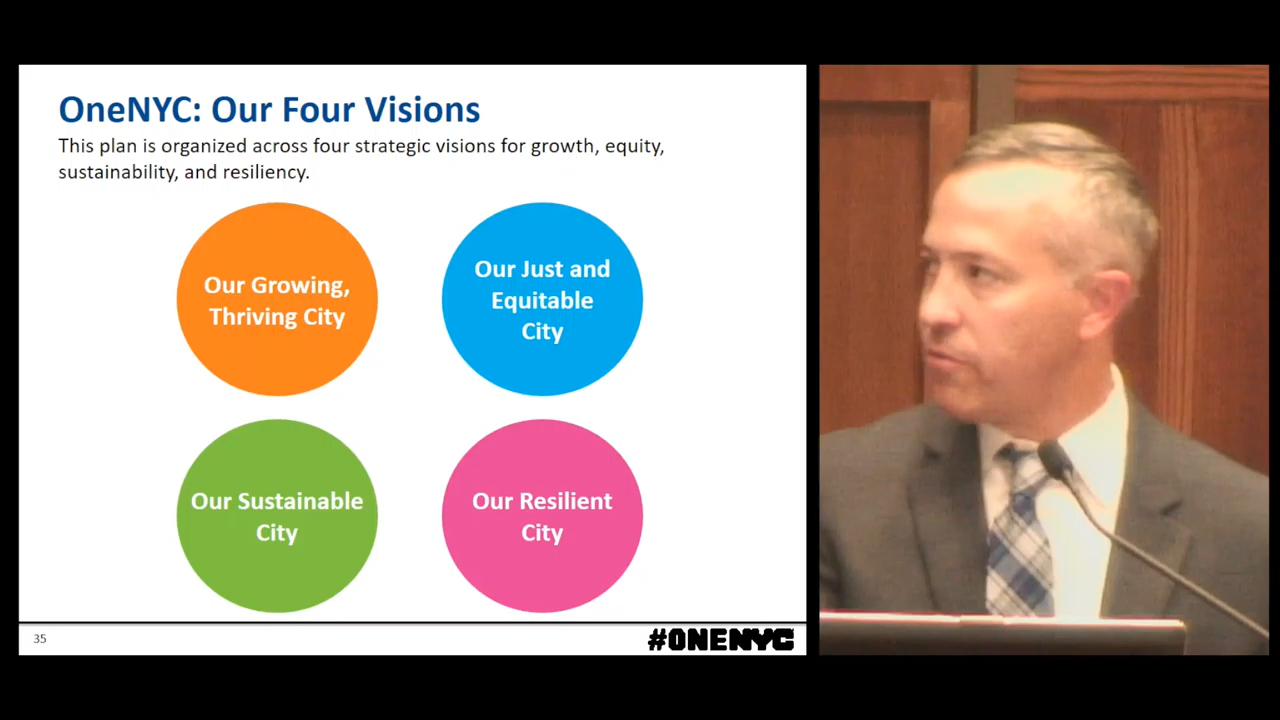 OneNYC: Our Four Visions
This plan is organized across four strategic visions for growth, equity,
sustainability, and resiliency.
Our Growing,
Thriving City
Our Just and
Equitable
City
Our Sustainable
City
Our Resilient
City
35
#ONENYC